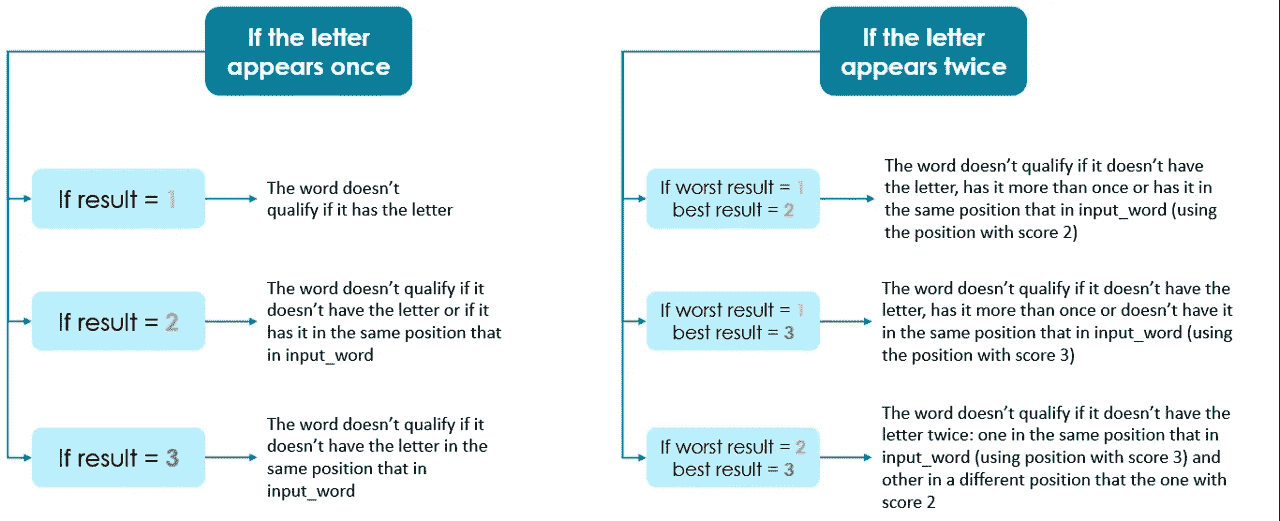 If the letter
appears once
If result = 1
The word doesn't
qualify if it has the letter
If result = 2
The word doesn't qualify if it
doesn't have the letter or if it
has it in the same position that
in input_word
If result = 3
The word doesn't qualify if it
doesn't have the letter in the
same position that in
input_word
If the letter
appears twice
If worst result = 1
best result = 2
The word doesn't qualify if it doesn't have
the letter, has it more than once or has it in
the same position that in input_word (using
the position with score 2)
If worst result = 1
best result = 3
The word doesn't qualify if it doesn't have the
letter, has it more than once or doesn't have it
in the same position that in input_word (using
the position with score 3)
If worst result = 2
best result = 3
The word doesn't qualify if it doesn't have the
letter twice: one in the same position that in
input_word (using position with score 3) and
other in a different position that the one with
score 2